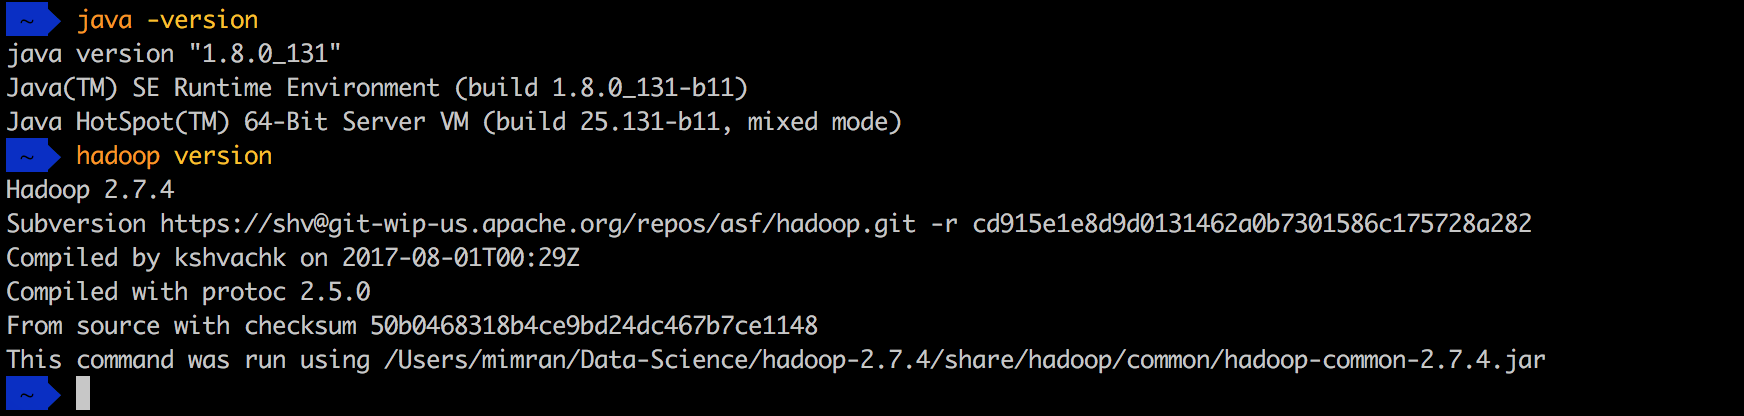 ~ java -version
java version "1.8.0_131"
Java(TM) SE Runtime Environment (build 1.8.0_131-b11)
Java HotSpot(TM) 64-Bit Server VM (build 25.131-b11, mixed mode)
~ hadoop version
Hadoop 2.7.4
Subversion https://shv@git-wip-us.apache.org/repos/asf/hadoop.git -r cd915e1e8d9d0131462a0b7301586c175728a282
Compiled by kshvachk on 2017-08-01T00:29Z
Compiled with protoc 2.5.0
From source with checksum 50b0468318b4ce9bd24dc467b7ce1148
This command was run using /Users/mimran/Data-Science/hadoop-2.7.4/share/hadoop/common/hadoop-common-2.7.4.jar
~